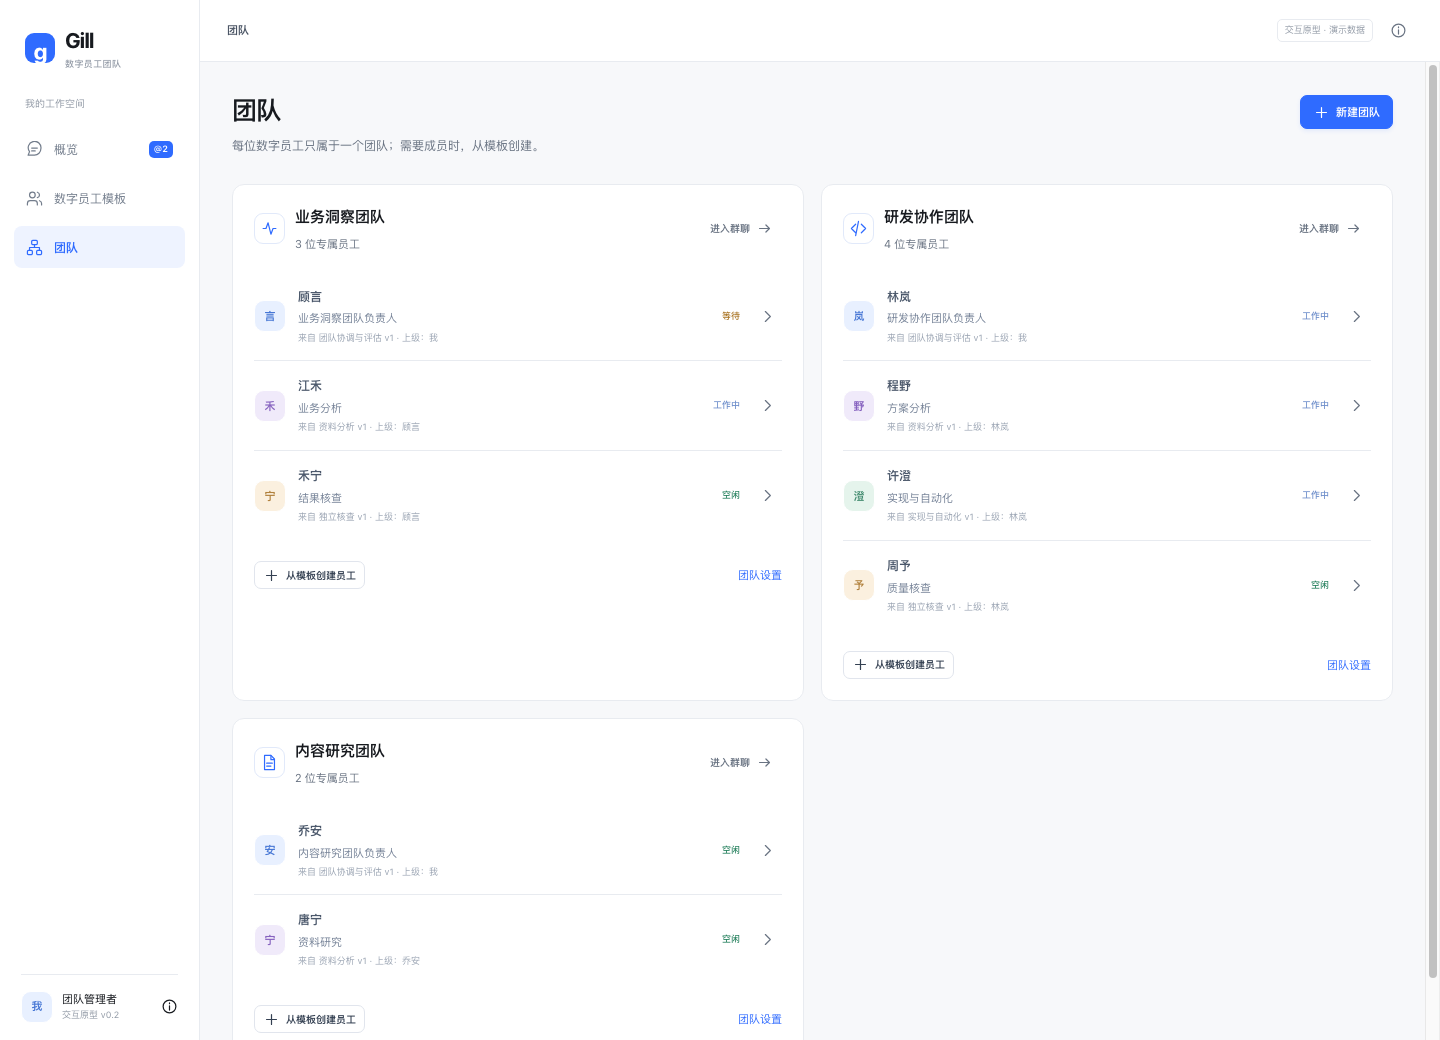 g
Gill
数字员工团队
我的工作空间
概览
@2
数字员工模板
团队
我
团队管理者
交互原型 v0.2
团队
交互原型 · 演示数据
团队
每位数字员工只属于一个团队；需要成员时，从模板创建。
新建团队
业务洞察团队
3 位专属员工
进入群聊
言
顾言
业务洞察团队负责人
来自 团队协调与评估 v1 · 上级：我
等待
禾
江禾
业务分析
来自 资料分析 v1 · 上级：顾言
工作中
宁
禾宁
结果核查
来自 独立核查 v1 · 上级：顾言
空闲
从模板创建员工
团队设置
研发协作团队
4 位专属员工
进入群聊
岚
林岚
研发协作团队负责人
来自 团队协调与评估 v1 · 上级：我
工作中
野
程野
方案分析
来自 资料分析 v1 · 上级：林岚
工作中
澄
许澄
实现与自动化
来自 实现与自动化 v1 · 上级：林岚
工作中
予
周予
质量核查
来自 独立核查 v1 · 上级：林岚
空闲
从模板创建员工
团队设置
内容研究团队
2 位专属员工
进入群聊
安
乔安
内容研究团队负责人
来自 团队协调与评估 v1 · 上级：我
空闲
宁
唐宁
资料研究
来自 资料分析 v1 · 上级：乔安
空闲
从模板创建员工
团队设置